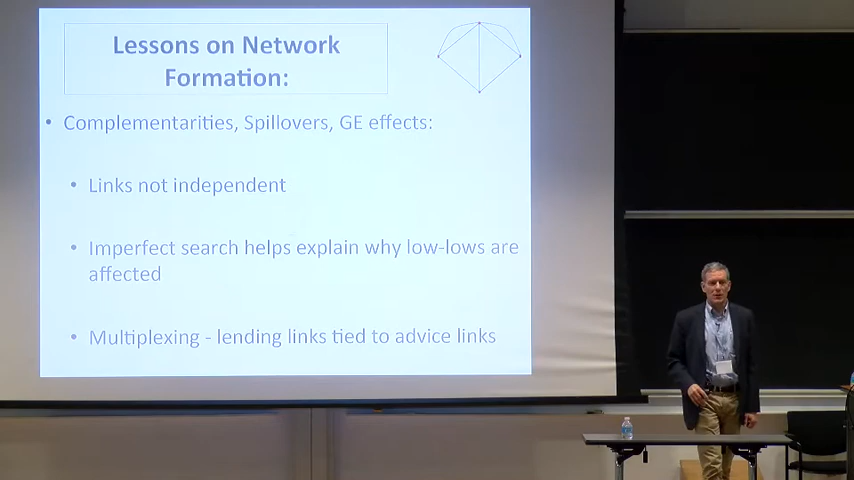 Lessons on Network
Formation:
• Complementarities, Spillovers, GE effects:
• Links not independent
• Imperfect search helps explain why low-lows are
affected
• Multiplexing - lending links tied to advice links